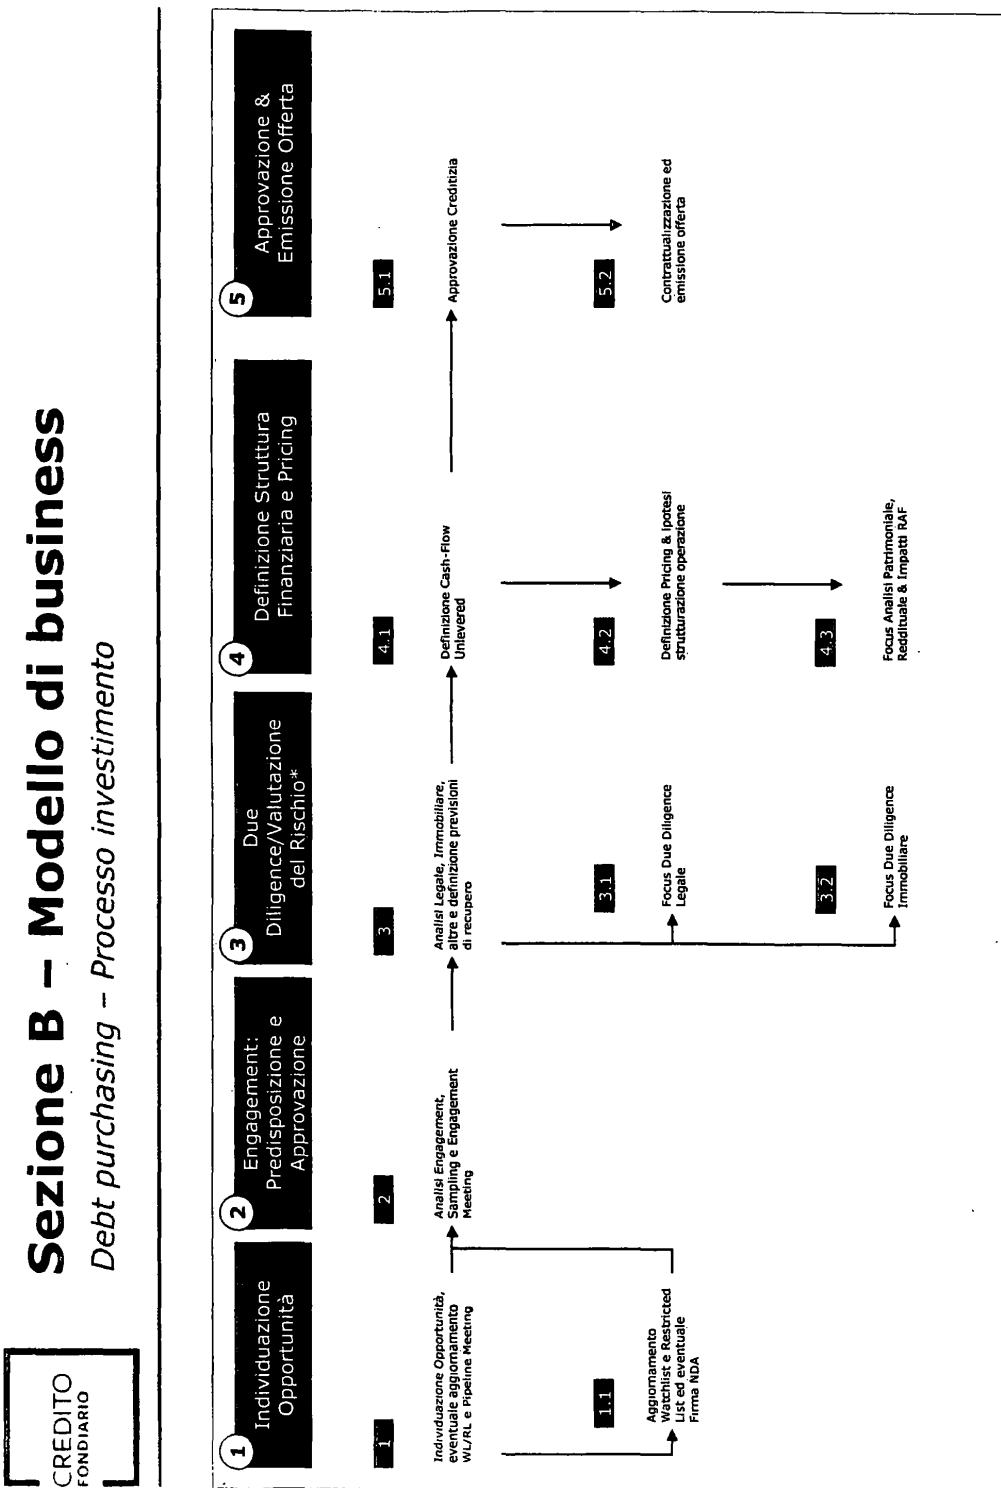 CREDITO
FONDIARIO
Sezione B – Modello di business
Debt purchasing – Processo investimento
1
Individuazione
Opportunità
2
Engagement:
Predisposizione e
Approvazione
3
Due
Diligence/Valutazione
del Rischio*
4
Definizione Struttura
Finanziaria e Pricing
5
Approvazione &
Emissione Offerta
1
Individuazione Opportunità,
eventuale aggiornamento
WL/RL e Pipeline Meeting
2
Analisi Engagement,
Sampling e Engagement
Meeting
3
Analisi Legale, Immobiliare,
altre e definizione previsioni
di recupero
4.1
Definizione Cash-Flow
Unlevered
5.1
Approvazione Creditizia
1.1
Aggiornamento
Watchlist e Restricted
List ed eventuale
Firma NDA
3.1
Focus Due Diligence
Legale
4.2
Definizione Pricing & Ipotesi
strutturazione operazione
5.2
Contrattualizzazione ed
emissione offerta
3.2
Focus Due Diligence
Immobiliare
4.3
Focus Analisi Patrimoniale,
Reddituale & Impatti RAF